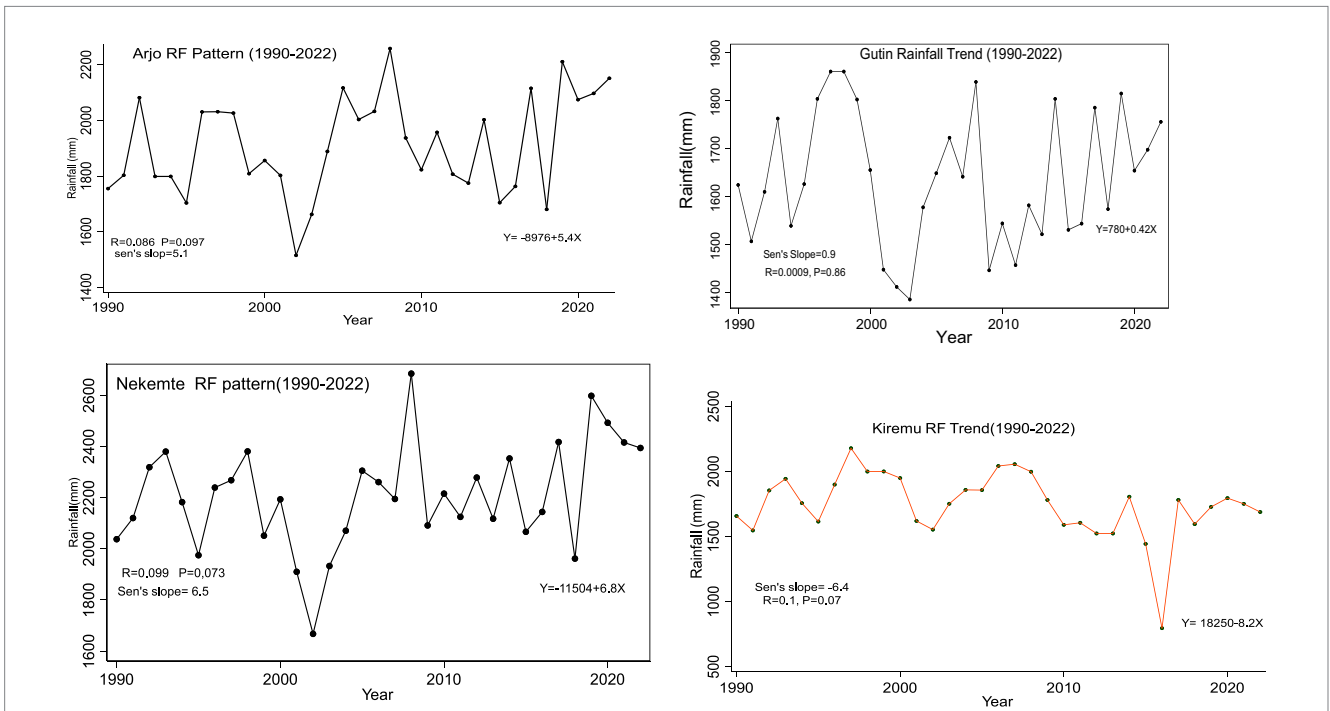 Arjo RF Pattern (1990-2022)
Rainfall (mm)
2200
2000
1800
1600
1400
R=0.086 P=0.097
sen's slop=5.1
Y= -8976+5.4X
1990
2000
2010
2020
Year
Gutin Rainfall Trend (1990-2022)
Rainfall(mm)
1900
1800
1700
1600
1500
1400
Sen's Slope=0.9
R=0.0009, P=0.86
Y=780+0.42X
1990
2000
2010
2020
Year
Nekemte RF pattern(1990-2022)
Rainfall(mm)
2600
2400
2200
2000
1800
1600
R=0.099 P=0,073
Sen's slope= 6.5
Y=-11504+6.8X
1990
2000
2010
2020
Year
Kiremu RF Trend(1990-2022)
Rainfall(mm)
2500
2000
1500
1000
500
Sen's slope= -6.4
R=0.1, P=0.07
Y= 18250-8.2X
1990
2000
2010
2020
Year